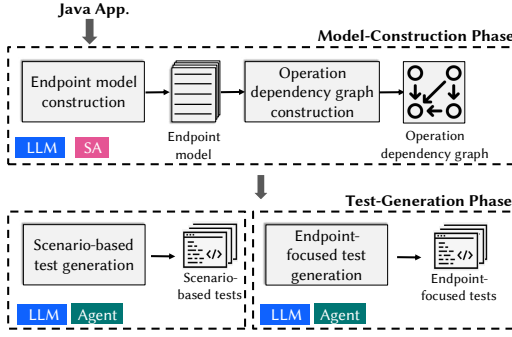 Java App.
Model-Construction Phase
Endpoint model
construction
Endpoint
model
Operation
dependency graph
construction
Operation
dependency graph
LLM
SA
Test-Generation Phase
Scenario-based
test generation
Scenario-
based tests
LLM
Agent
Endpoint-
focused test
generation
Endpoint-
focused tests
LLM
Agent